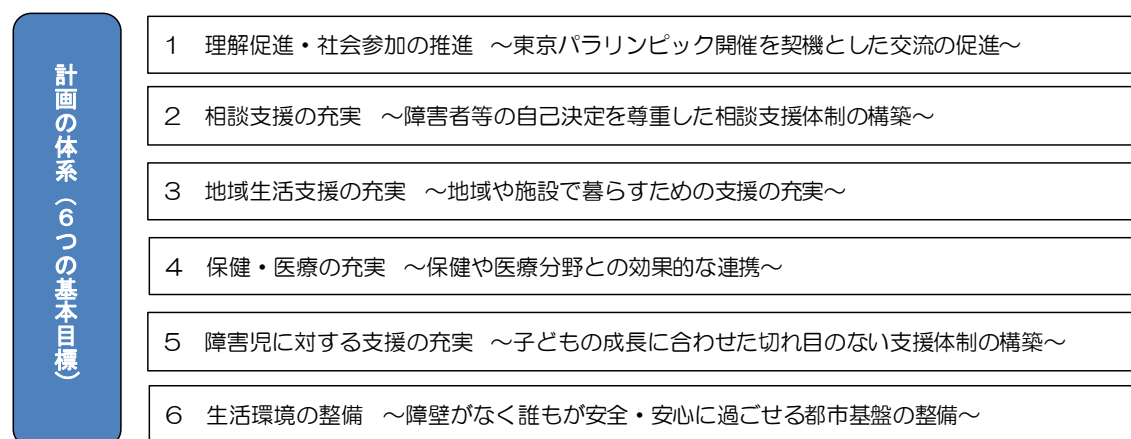 計画の体系（６つの基本目標）
１　理解促進・社会参加の推進　～東京パラリンピック開催を契機とした交流の促進～
２　相談支援の充実　～障害者等の自己決定を尊重した相談支援体制の構築～
３　地域生活支援の充実　～地域や施設で暮らすための支援の充実～
４　保健・医療の充実　～保健や医療分野との効果的な連携～
５　障害児に対する支援の充実　～子どもの成長に合わせた切れ目のない支援体制の構築～
６　生活環境の整備　～障壁がなく誰もが安全・安心に過ごせる都市基盤の整備～